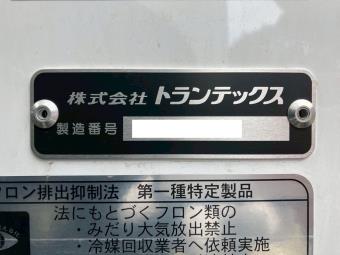 株式会社 トランテックス
製造番号
フロン排出抑制法 第一種特定製品
法にもとづくフロン類の
・みだり大気放出禁止
・冷媒回収業者へ依頼実施